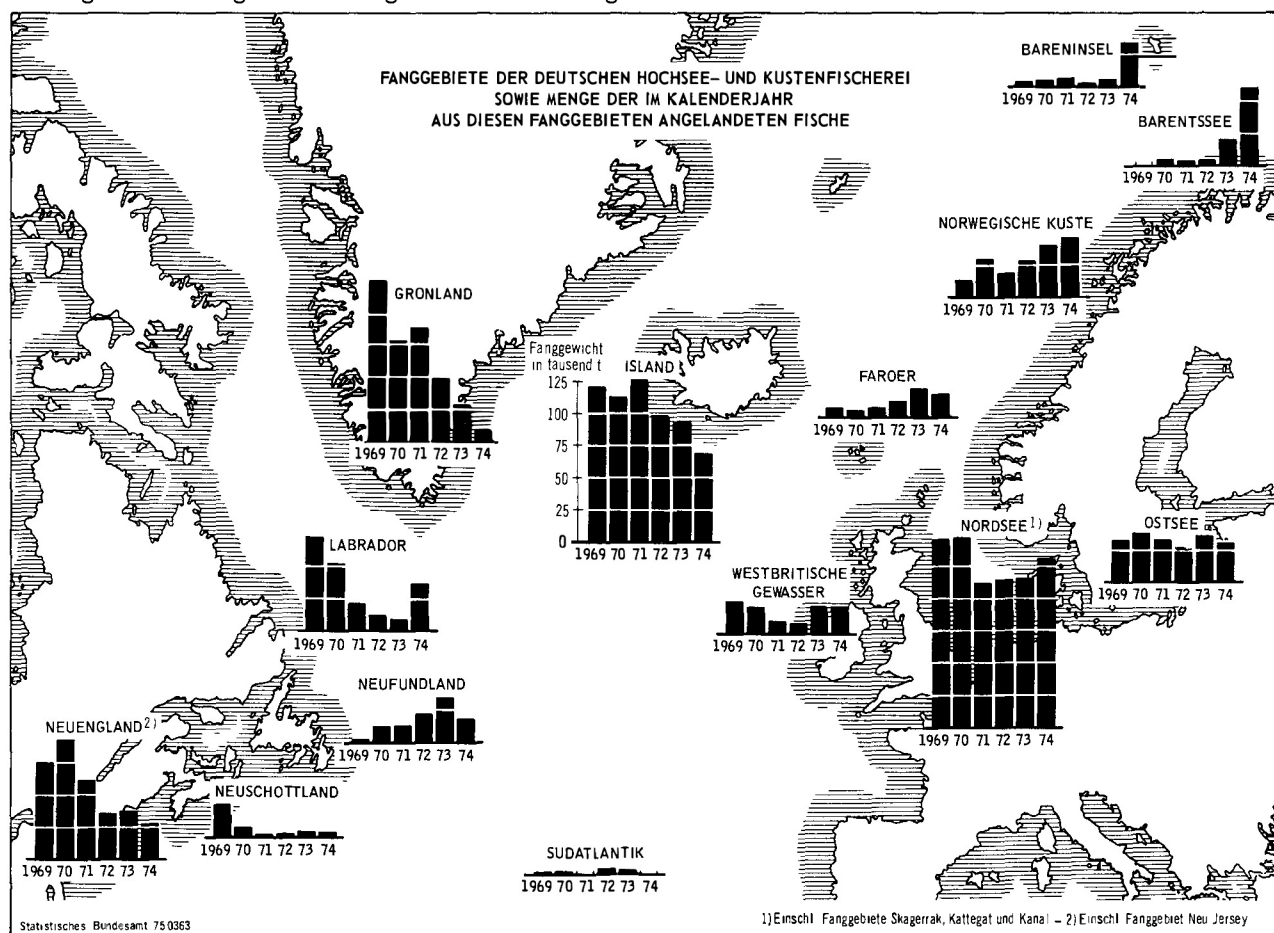 FANGGEBIETE DER DEUTSCHEN HOCHSEE- UND KUSTENFISCHEREI
SOWIE MENGE DER IM KALENDERJAHR
AUS DIESEN FANGGEBIETEN ANGELANDETEN FISCHE
BARENINSEL
1969 70 71 72 73 74
BARENTSSEE
1969 70 71 72 73 74
NORWEGISCHE KUSTE
1969 70 71 72 73 74
GRONLAND
1969 70 71 72 73 74
Fanggewicht
in tausend t
ISLAND
125
100
75
50
25
0
1969 70 71 72 73 74
FAROER
1969 70 71 72 73 74
LABRADOR
1969 70 71 72 73 74
WESTBRITISCHE
GEWASSER
1969 70 71 72 73 74
NORDSEE 1)
1969 70 71 72 73 74
OSTSEE
1969 70 71 72 73 74
NEUFUNDLAND
1969 70 71 72 73 74
NEUENGLAND 2)
1969 70 71 72 73 74
NEUSCHOTTLAND
1969 70 71 72 73 74
SUDATLANTIK
1969 70 71 72 73 74
Statistisches Bundesamt 750363
1) Einschl Fanggebiete Skagerrak, Kattegat und Kanal - 2) Einschl Fanggebiet Neu Jersey